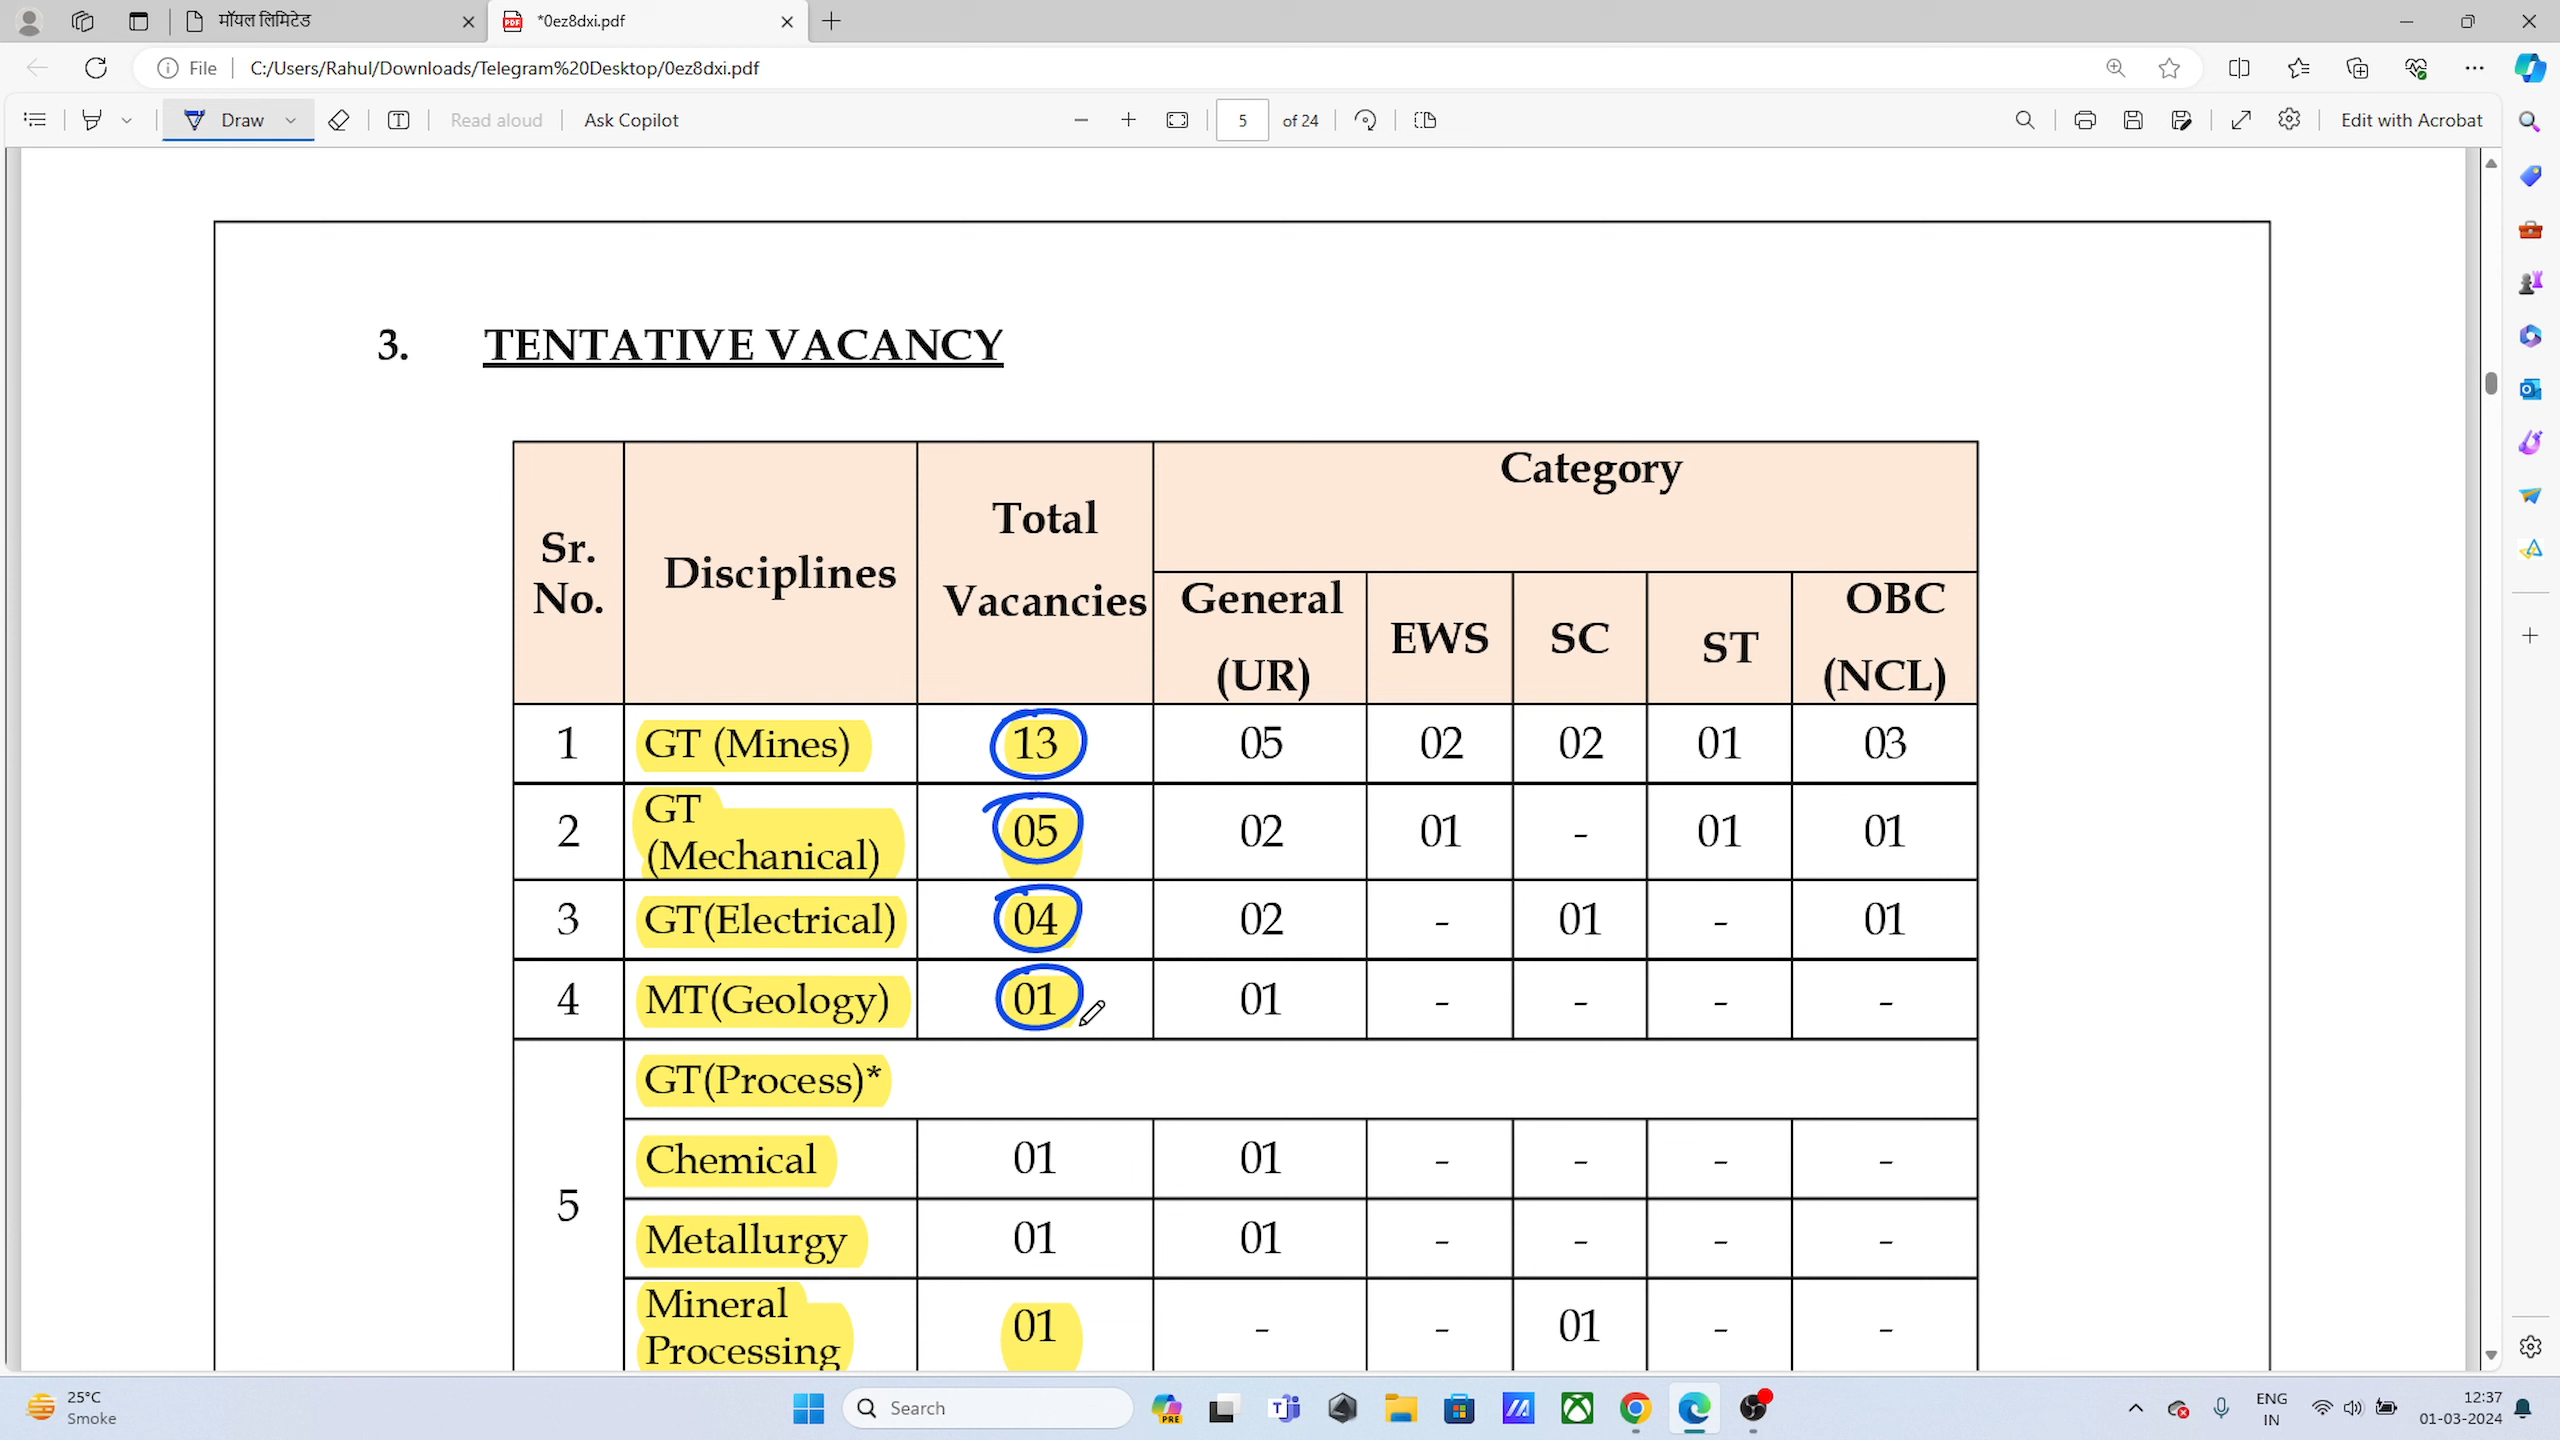 मॉयल लिमिटेड
*0ez8dxi.pdf
File
C:/Users/Rahul/Downloads/Telegram%20Desktop/0ez8dxi.pdf
Draw
Read aloud
Ask Copilot
5 of 24
Edit with Acrobat
3. TENTATIVE VACANCY
Sr. No. Disciplines Total Vacancies Category
General (UR) EWS SC ST OBC (NCL)
1 GT (Mines) 13 05 02 02 01 03
2 GT (Mechanical) 05 02 01 - 01 01
3 GT(Electrical) 04 02 - 01 - 01
4 MT(Geology) 01 01 - - - -
5 GT(Process)*
Chemical 01 01 - - - -
Metallurgy 01 01 - - - -
Mineral Processing 01 - - 01 - -
25°C
Smoke
Search
PRE
ENG
IN
12:37
01-03-2024